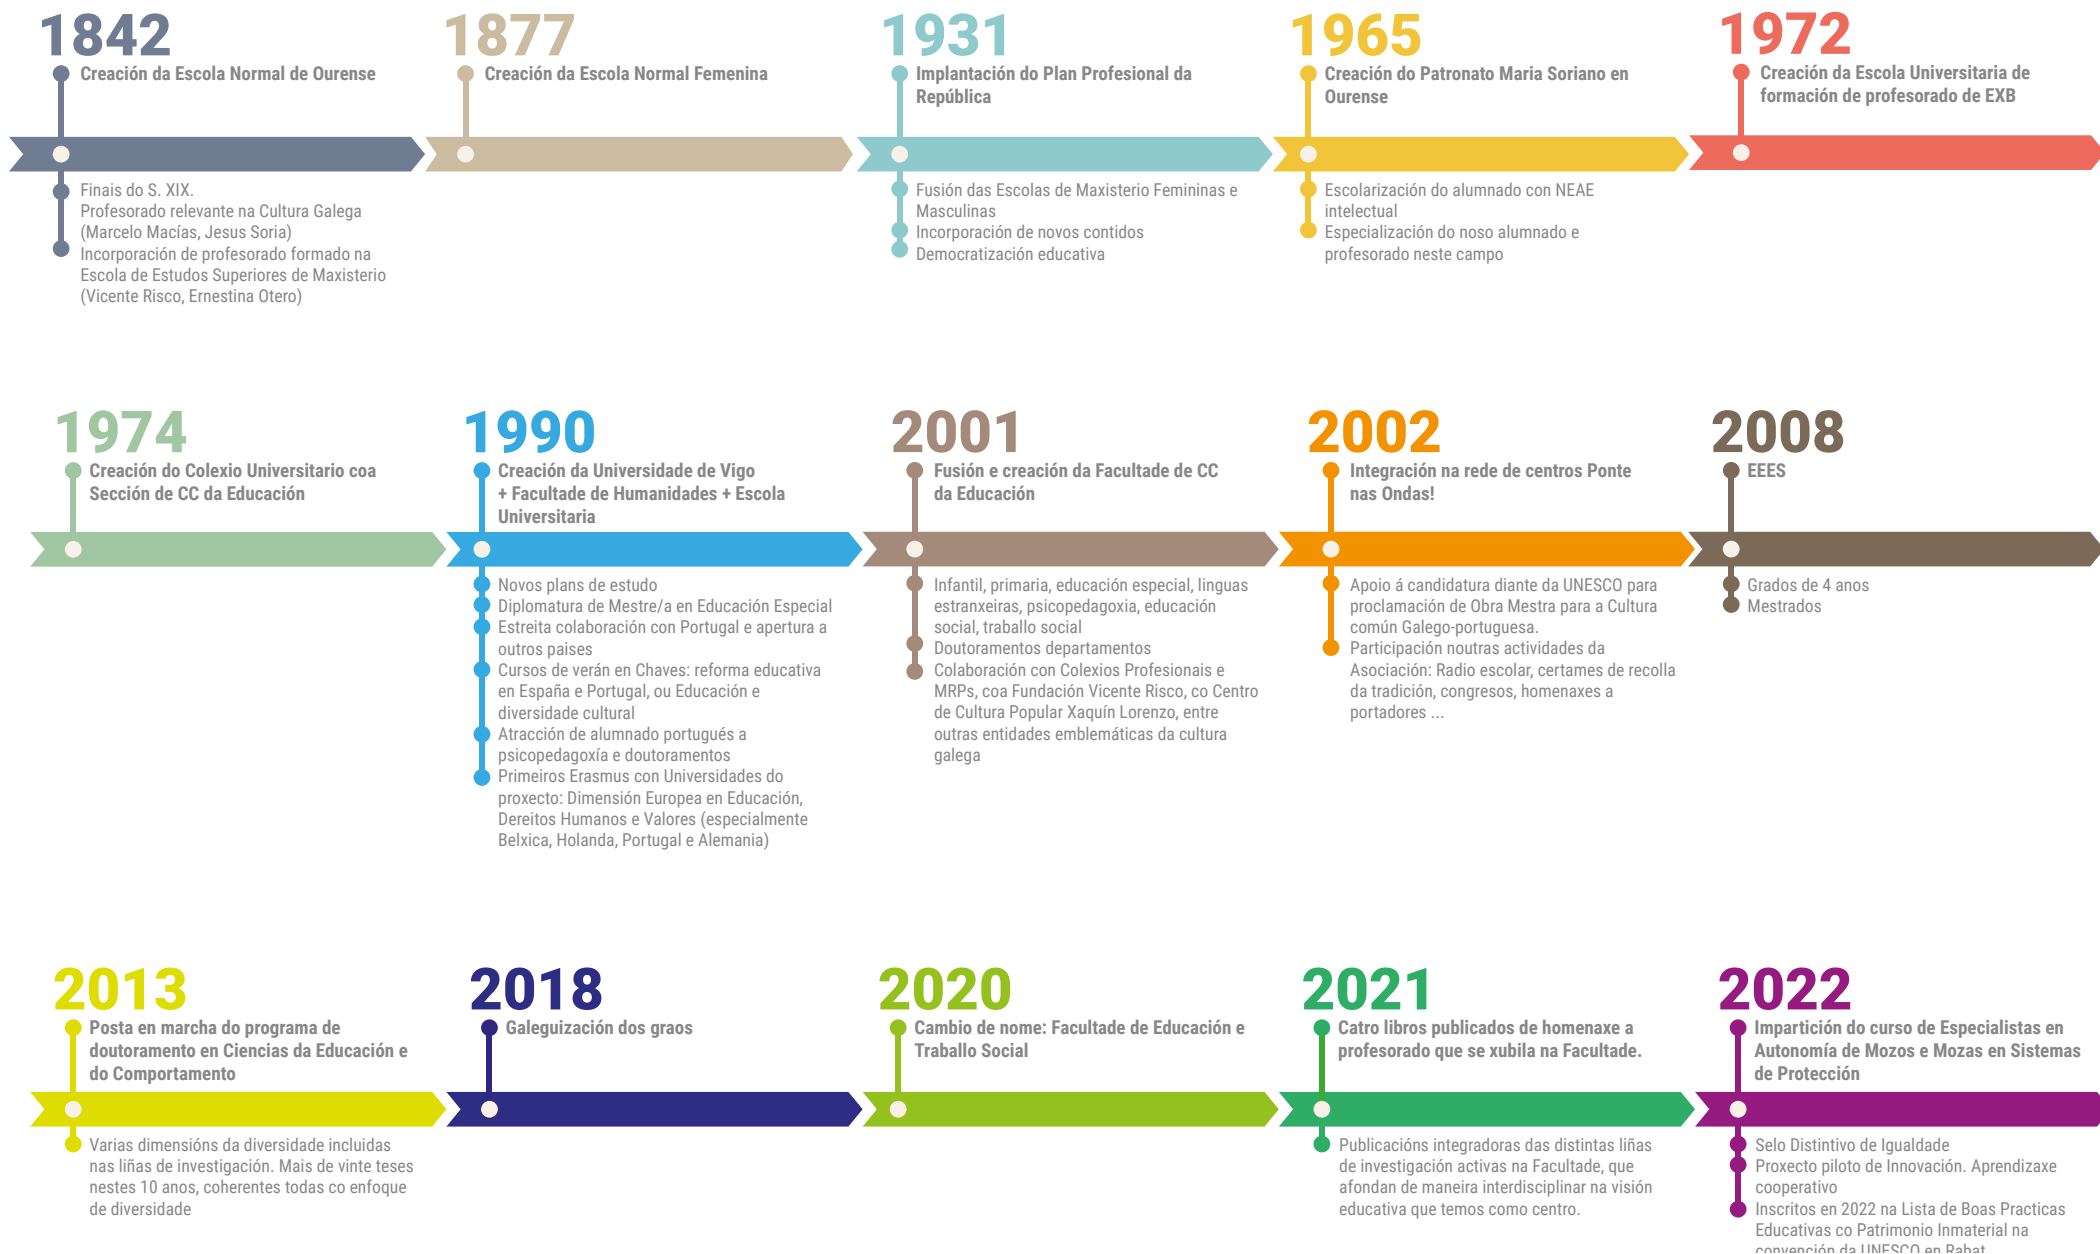 1842
Creación da Escola Normal de Ourense
Finais do S. XIX.
Profesorado relevante na Cultura Galega
(Marcelo Macías, Jesus Soria)
Incorporación de profesorado formado na
Escola de Estudos Superiores de Maxisterio
(Vicente Risco, Ernestina Otero)
1877
Creación da Escola Normal Femenina
1931
Implantación do Plan Profesional da
República
Fusión das Escolas de Maxisterio Femininas e
Masculinas
Incorporación de novos contidos
Democratización educativa
1965
Creación do Patronato Maria Soriano en
Ourense
Escolarización do alumnado con NEAE
intelectual
Especialización do noso alumnado e
profesorado neste campo
1972
Creación da Escola Universitaria de
formación de profesorado de EXB
1974
Creación do Colexio Universitario coa
Sección de CC da Educación
1990
Creación da Universidade de Vigo
+ Facultade de Humanidades + Escola
Universitaria
Novos plans de estudo
Diplomatura de Mestre/a en Educación Especial
Estreita colaboración con Portugal e apertura a
outros paises
Cursos de verán en Chaves: reforma educativa
en España e Portugal, ou Educación e
diversidade cultural
Atracción de alumnado portugués a
psicopedagoxía e doutoramentos
Primeiros Erasmus con Universidades do
proxecto: Dimensión Europea en Educación,
Dereitos Humanos e Valores (especialmente
Belxica, Holanda, Portugal e Alemania)
2001
Fusión e creación da Facultade de CC
da Educación
Infantil, primaria, educación especial, linguas
estranxeiras, psicopedagoxia, educación
social, traballo social
Doutoramentos departamentos
Colaboración con Colexios Profesionais e
MRPs, coa Fundación Vicente Risco, co Centro
de Cultura Popular Xaquín Lorenzo, entre
outras entidades emblemáticas da cultura
galega
2002
Integración na rede de centros Ponte
nas Ondas!
Apoio á candidatura diante da UNESCO para
proclamación de Obra Mestra para a Cultura
común Galego-portuguesa.
Participación noutras actividades da
Asociación: Radio escolar, certames de recolla
da tradición, congresos, homenaxes a
portadores ...
2008
EEES
Grados de 4 anos
Mestrados
2013
Posta en marcha do programa de
doutoramento en Ciencias da Educación e
do Comportamento
Varias dimensións da diversidade incluidas
nas liñas de investigación. Mais de vinte teses
nestes 10 anos, coherentes todas co enfoque
de diversidade
2018
Galeguización dos graos
2020
Cambio de nome: Facultade de Educación e
Traballo Social
2021
Catro libros publicados de homenaxe a
profesorado que se xubila na Facultade.
Publicacións integradoras das distintas liñas
de investigación activas na Facultade, que
afondan de maneira interdisciplinar na visión
educativa que temos como centro.
2022
Impartición do curso de Especialistas en
Autonomía de Mozos e Mozas en Sistemas
de Protección
Selo Distintivo de Igualdade
Proxecto piloto de Innovación. Aprendizaxe
cooperativo
Inscritos en 2022 na Lista de Boas Practicas
Educativas co Patrimonio Inmaterial na
convención da UNESCO en Rabat